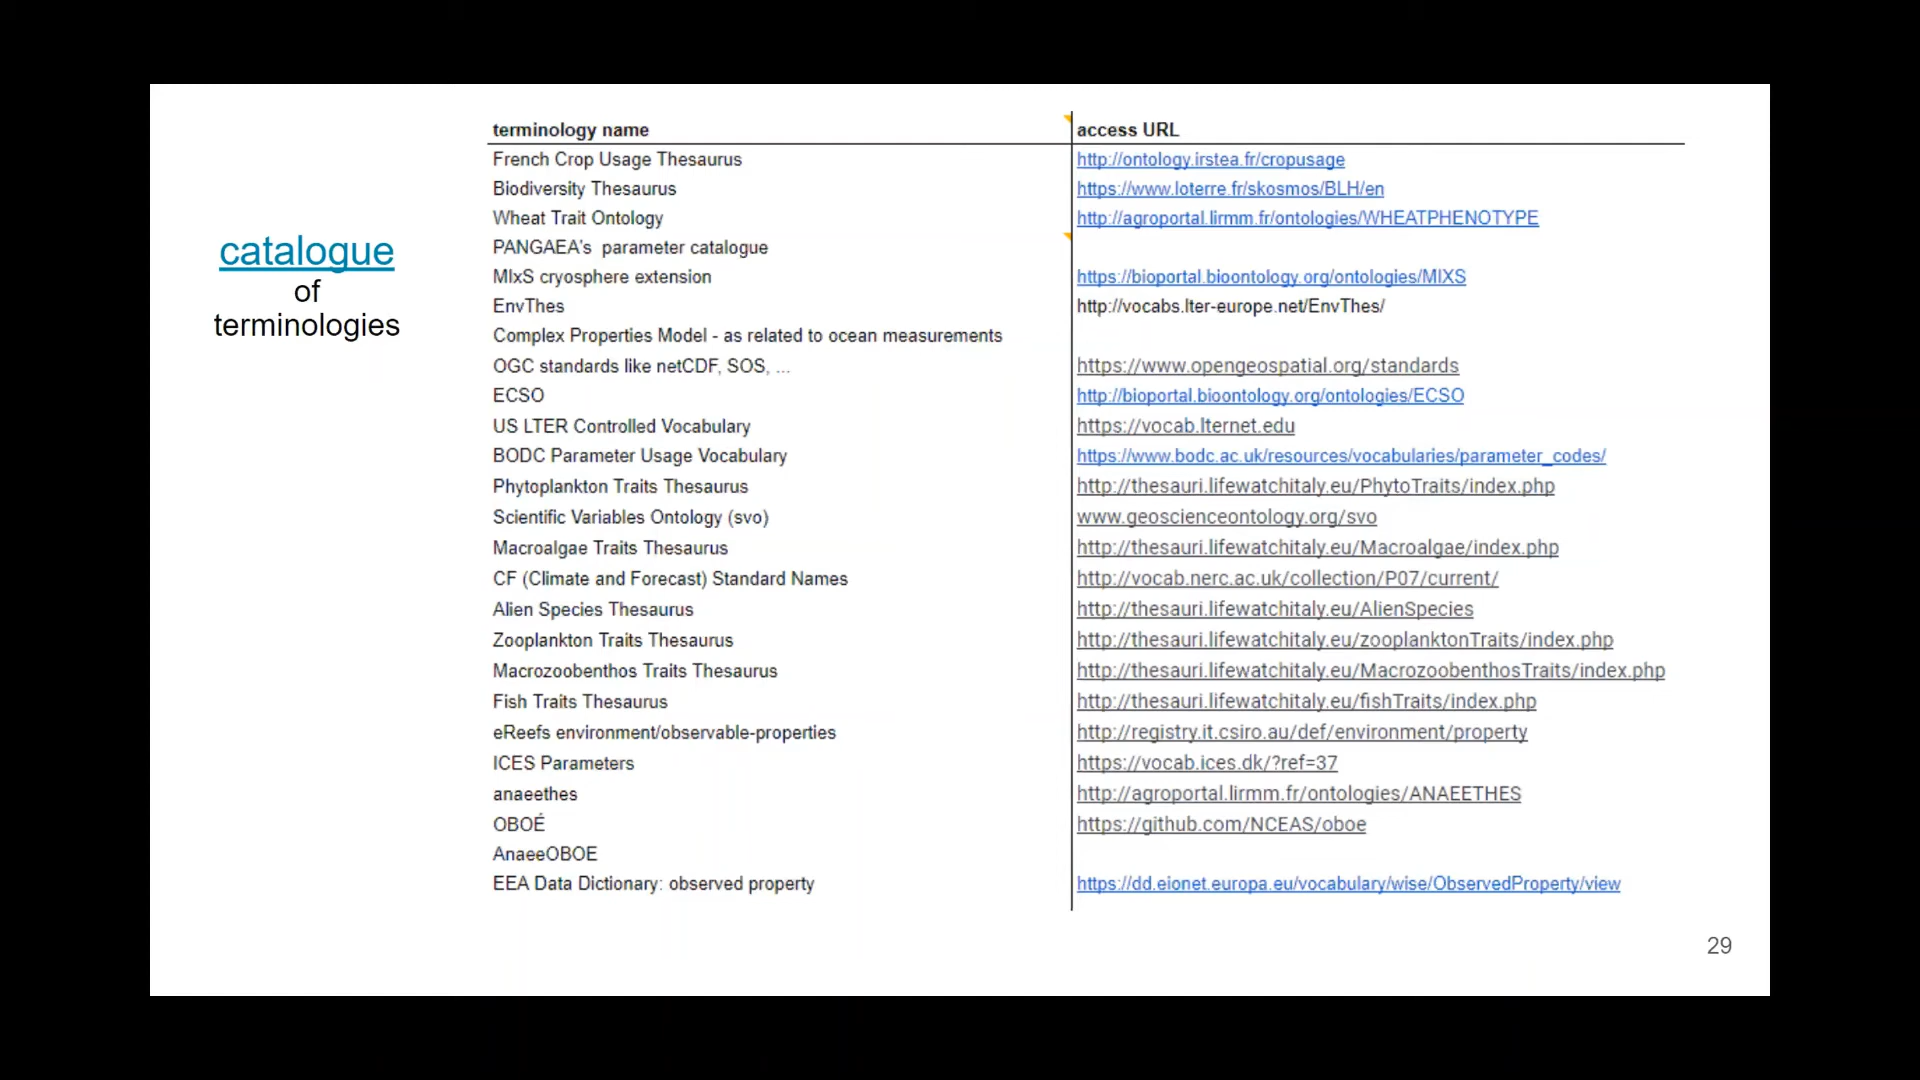 catalogue
of
terminologies
terminology name access URL
French Crop Usage Thesaurus http://ontology.irstea.fr/cropusage
Biodiversity Thesaurus https://www.loterre.fr/skosmos/BLH/en
Wheat Trait Ontology http://agroportal.lirmm.fr/ontologies/WHEATPHENOTYPE
PANGAEA's parameter catalogue
MIxS cryosphere extension https://bioportal.bioontology.org/ontologies/MIXS
EnvThes http://vocabs.lter-europe.net/EnvThes/
Complex Properties Model - as related to ocean measurements
OGC standards like netCDF, SOS, ... https://www.opengeospatial.org/standards
ECSO http://bioportal.bioontology.org/ontologies/ECSO
US LTER Controlled Vocabulary https://vocab.lternet.edu
BODC Parameter Usage Vocabulary https://www.bodc.ac.uk/resources/vocabularies/parameter_codes/
Phytoplankton Traits Thesaurus http://thesauri.lifewatchitaly.eu/PhytoTraits/index.php
Scientific Variables Ontology (svo) www.geoscienceontology.org/svo
Macroalgae Traits Thesaurus http://thesauri.lifewatchitaly.eu/Macroalgae/index.php
CF (Climate and Forecast) Standard Names http://vocab.nerc.ac.uk/collection/P07/current/
Alien Species Thesaurus http://thesauri.lifewatchitaly.eu/AlienSpecies
Zooplankton Traits Thesaurus http://thesauri.lifewatchitaly.eu/zooplanktonTraits/index.php
Macrozoobenthos Traits Thesaurus http://thesauri.lifewatchitaly.eu/MacrozoobenthosTraits/index.php
Fish Traits Thesaurus http://thesauri.lifewatchitaly.eu/fishTraits/index.php
eReefs environment/observable-properties http://registry.it.csiro.au/def/environment/property
ICES Parameters https://vocab.ices.dk/?ref=37
anaeethes http://agroportal.lirmm.fr/ontologies/ANAEETHES
OBOÉ https://github.com/NCEAS/oboe
AnaeeOBOE
EEA Data Dictionary: observed property https://dd.eionet.europa.eu/vocabulary/wise/ObservedProperty/view
29